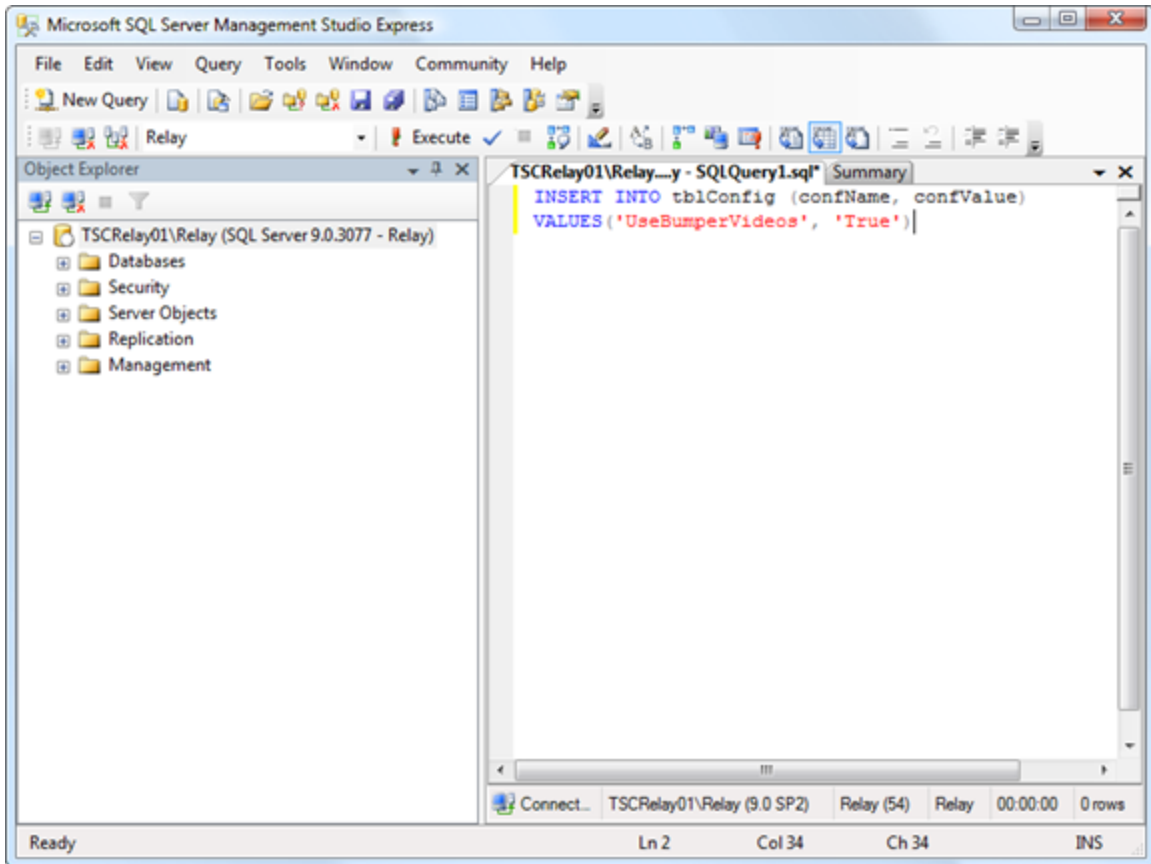 Microsoft SQL Server Management Studio Express
File Edit View Query Tools Window Community Help
New Query
Relay Execute
Object Explorer
TSCRelay01\Relay....y - SQLQuery1.sql* Summary
INSERT INTO tblConfig (confName, confValue)
VALUES('UseBumperVideos', 'True')
TSCRelay01\Relay (SQL Server 9.0.3077 - Relay)
Databases
Security
Server Objects
Replication
Management
Connect... TSCRelay01\Relay (9.0 SP2) Relay (54) Relay 00:00:00 0 rows
Ready Ln 2 Col 34 Ch 34 INS